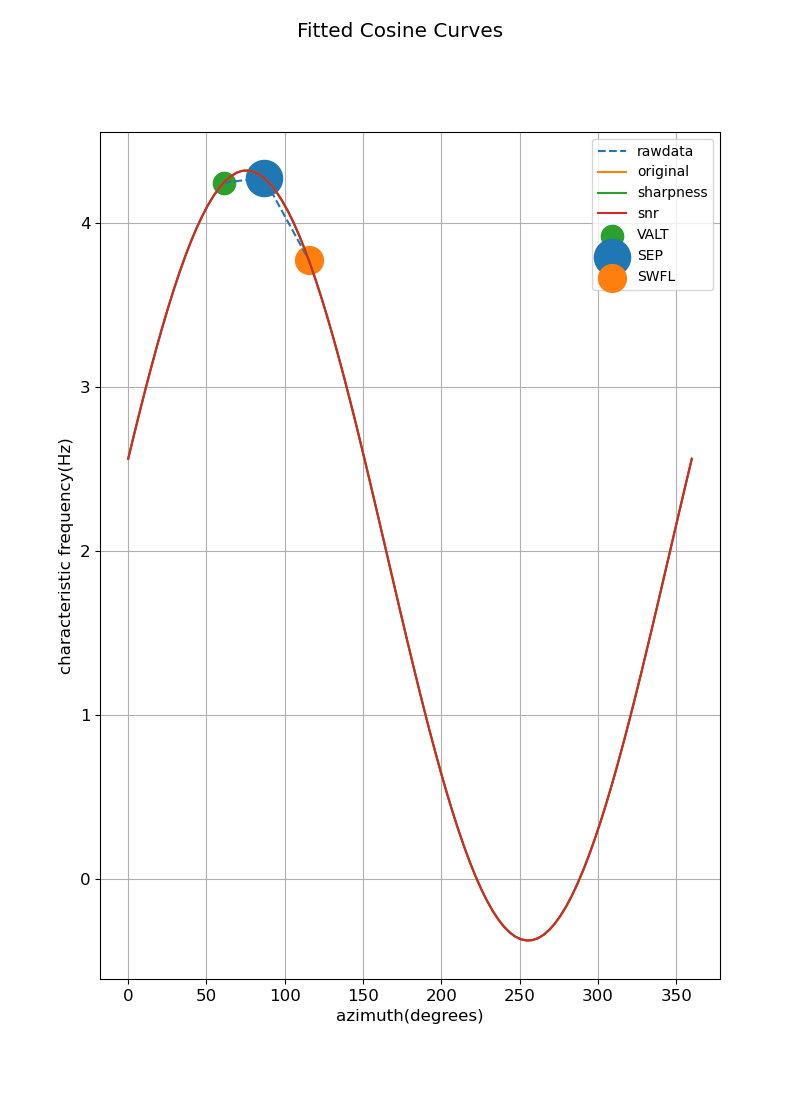 Fitted Cosine Curves
rawdata
original
sharpness
snr
VALT
SEP
SWFL
4
3
2
1
0
characteristic frequency(Hz)
0 50 100 150 200 250 300 350
azimuth(degrees)